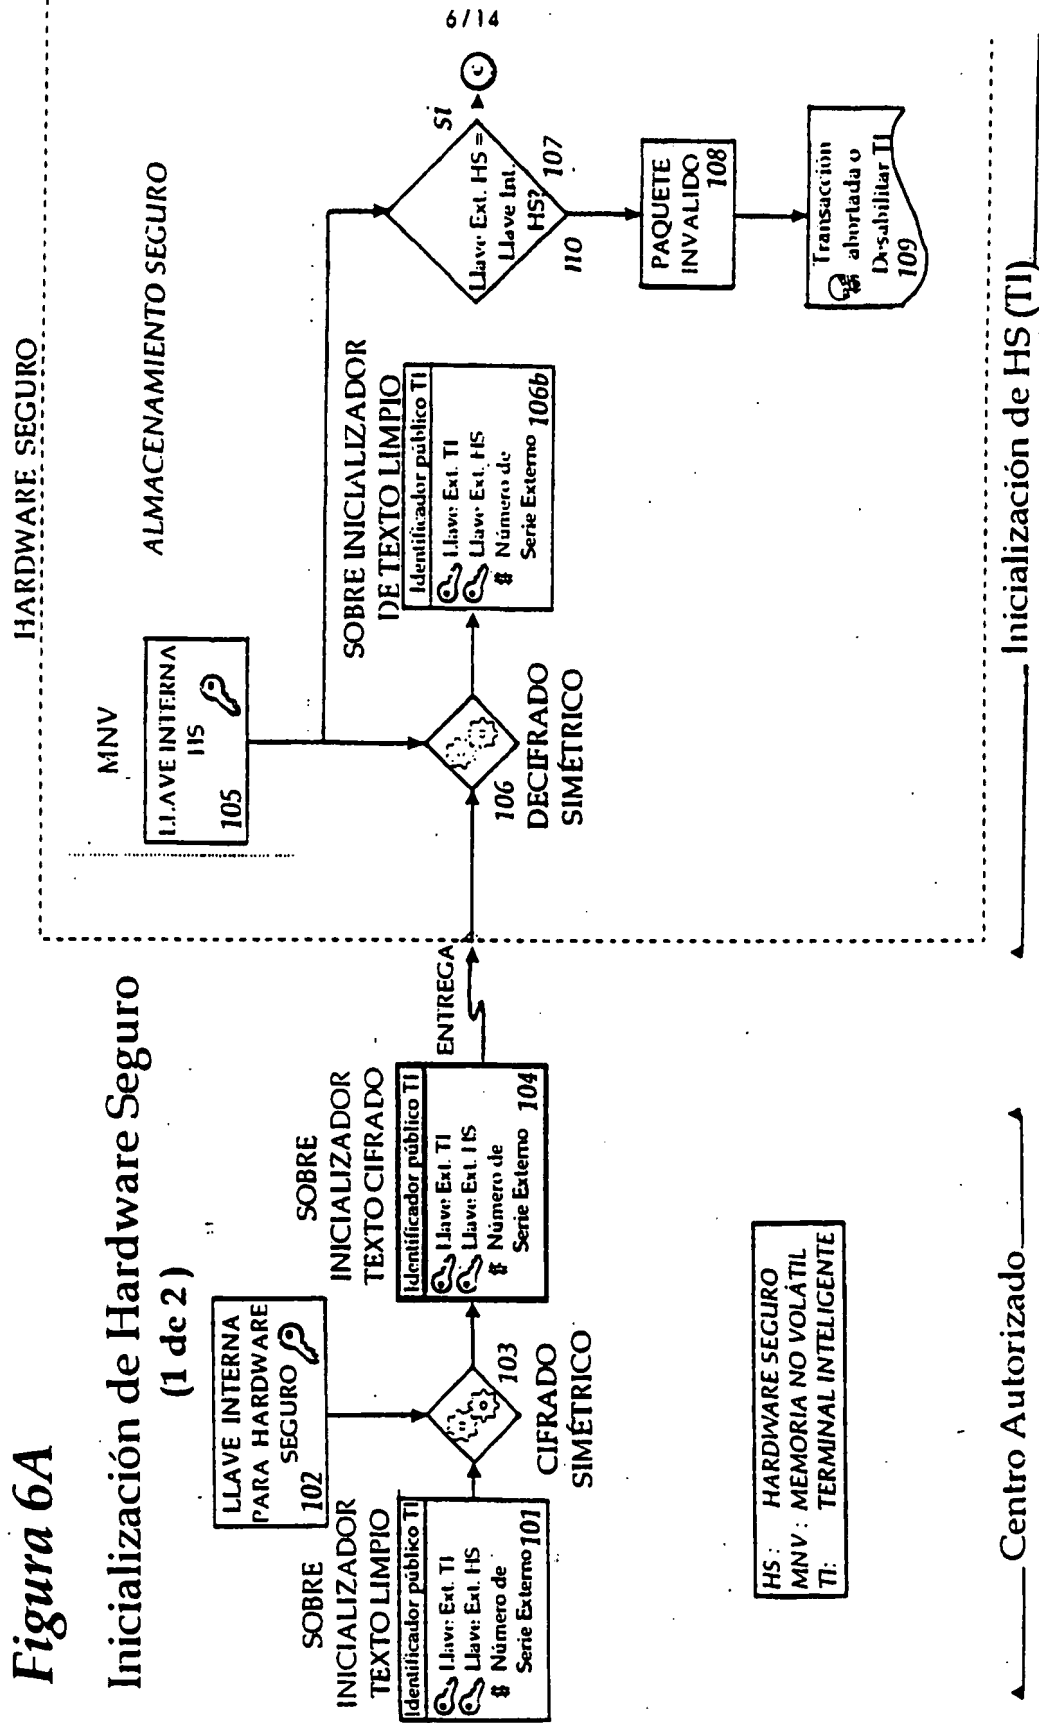 6/14
Figura 6A
Inicialización de Hardware Seguro
(1 de 2)
SOBRE
INICIALIZADOR
TEXTO LIMPIO
Identificador público TI
Llave Ext. TI
Llave Ext. HS
# Número de
Serie Externo 101
LLAVE INTERNA
PARA HARDWARE
SEGURO
102
103
CIFRADO
SIMÉTRICO
SOBRE
INICIALIZADOR
TEXTO CIFRADO
Identificador público TI
Llave Ext. TI
Llave Ext. HS
# Número de
Serie Externo 104
ENTREGA
HARDWARE SEGURO
MNV
ALMACENAMIENTO SEGURO
LLAVE INTERNA
HS
105
106
DECIFRADO
SIMÉTRICO
SOBRE INICIALIZADOR
DE TEXTO LIMPIO
Identificador público TI
Llave Ext. TI
Llave Ext. HS
# Número de
Serie Externo 106b
Llave Ext. HS =
Llave Int.
HS?
107
SI
C
110
PAQUETE
INVALIDO
108
Transacción
abortada o
Desabilitar TI
109
HS : HARDWARE SEGURO
MNV : MEMORIA NO VOLÁTIL
TI: TERMINAL INTELIGENTE
Centro Autorizado
Inicialización de HS (TI)